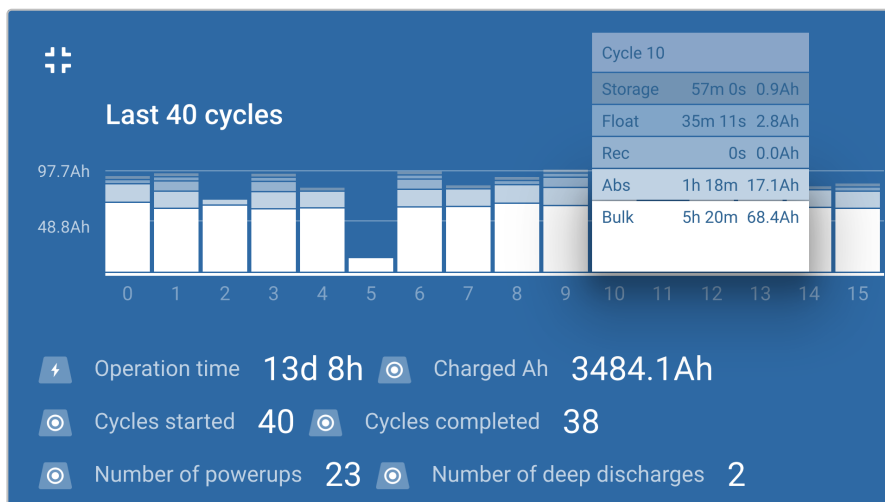 Cycle 10
Storage 57m 0s 0.9Ah
Float 35m 11s 2.8Ah
Rec 0s 0.0Ah
Abs 1h 18m 17.1Ah
Bulk 5h 20m 68.4Ah
Last 40 cycles
97.7Ah
48.8Ah
0 1 2 3 4 5 6 7 8 9 10 11 12 13 14 15
Operation time 13d 8h Charged Ah 3484.1Ah
Cycles started 40 Cycles completed 38
Number of powerups 23 Number of deep discharges 2